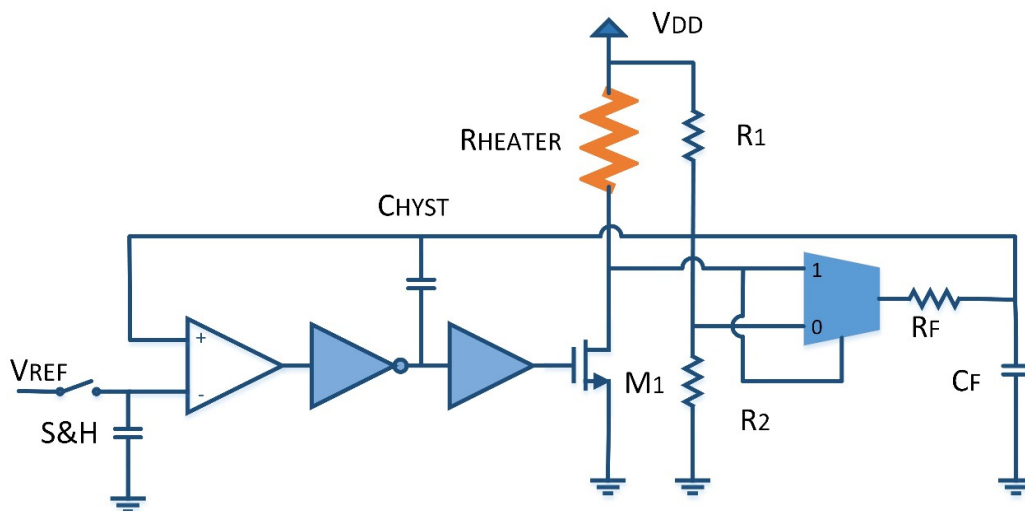 VDD
RHEATER
R1
CHYST
1
0
RF
+
-
VREF
S&H
M1
R2
CF